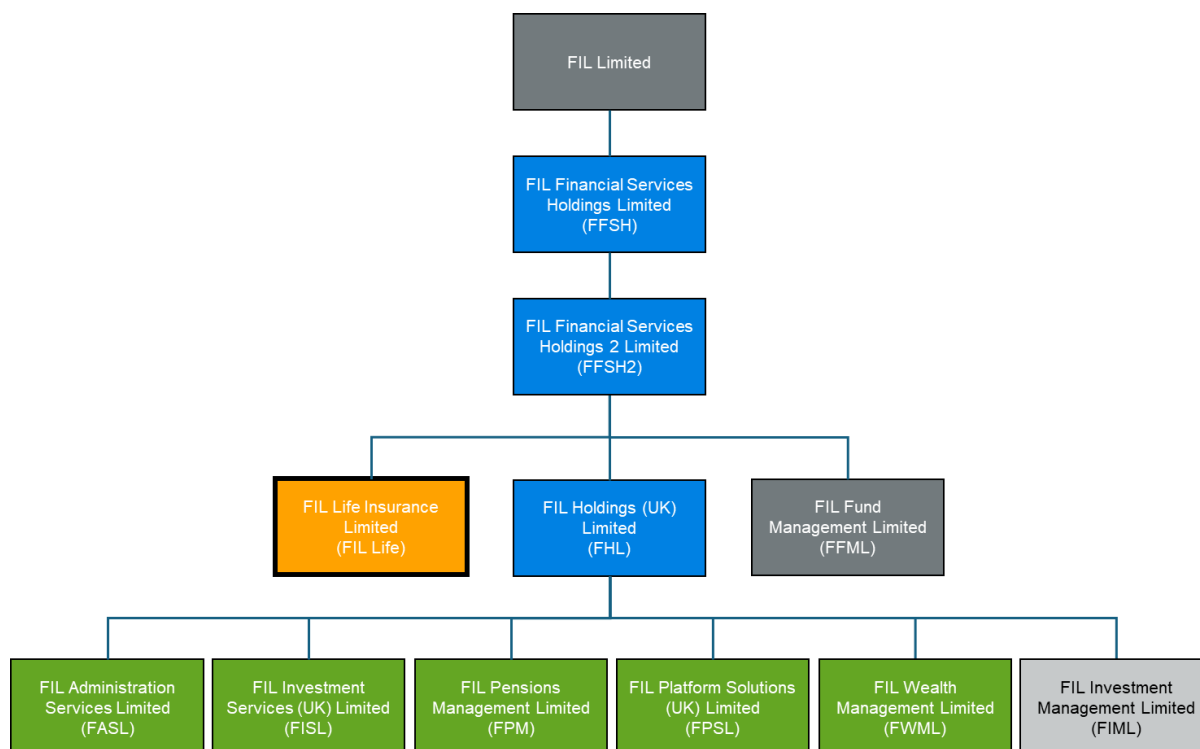 FIL Limited
FIL Financial Services
Holdings Limited
(FFSH)
FIL Financial Services
Holdings 2 Limited
(FFSH2)
FIL Life Insurance
Limited
(FIL Life)
FIL Holdings (UK)
Limited
(FHL)
FIL Fund
Management Limited
(FFML)
FIL Administration
Services Limited
(FASL)
FIL Investment
Services (UK) Limited
(FISL)
FIL Pensions
Management Limited
(FPM)
FIL Platform Solutions
(UK) Limited
(FPSL)
FIL Wealth
Management Limited
(FWML)
FIL Investment
Management Limited
(FIML)